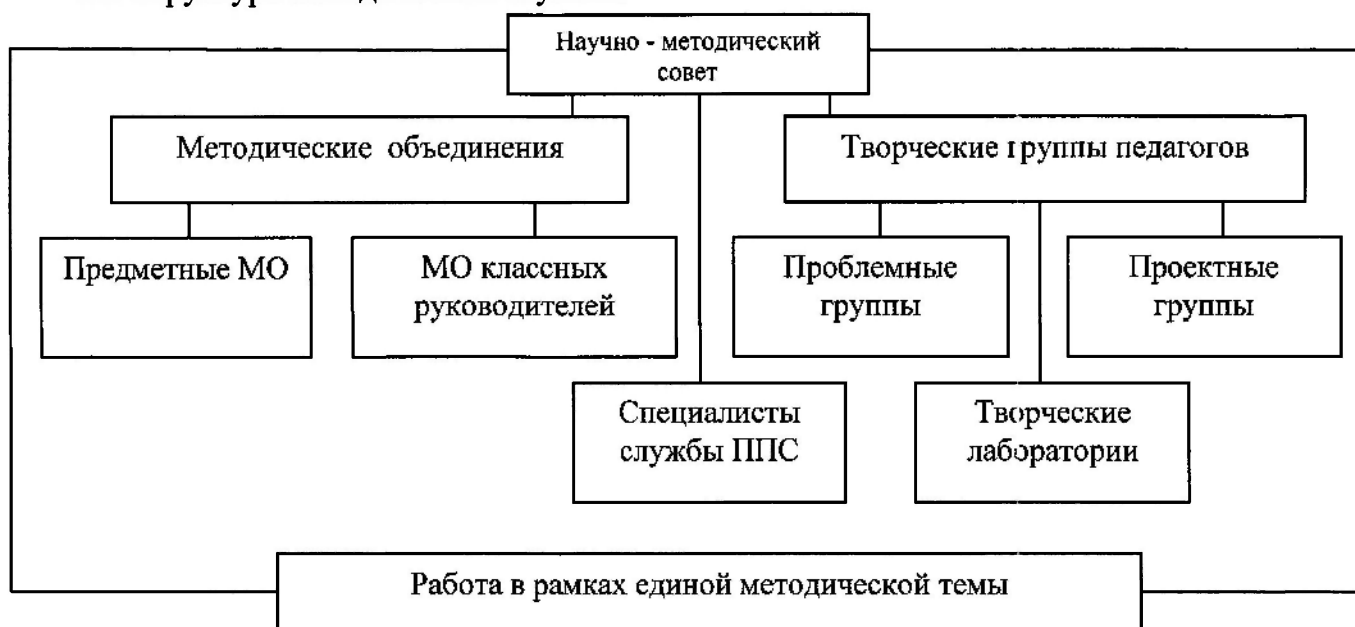 Научно - методический
совет
Методические объединения
Творческие группы педагогов
Предметные МО
МО классных
руководителей
Проблемные
группы
Проектные
группы
Специалисты
службы ППС
Творческие
лаборатории
Работа в рамках единой методической темы